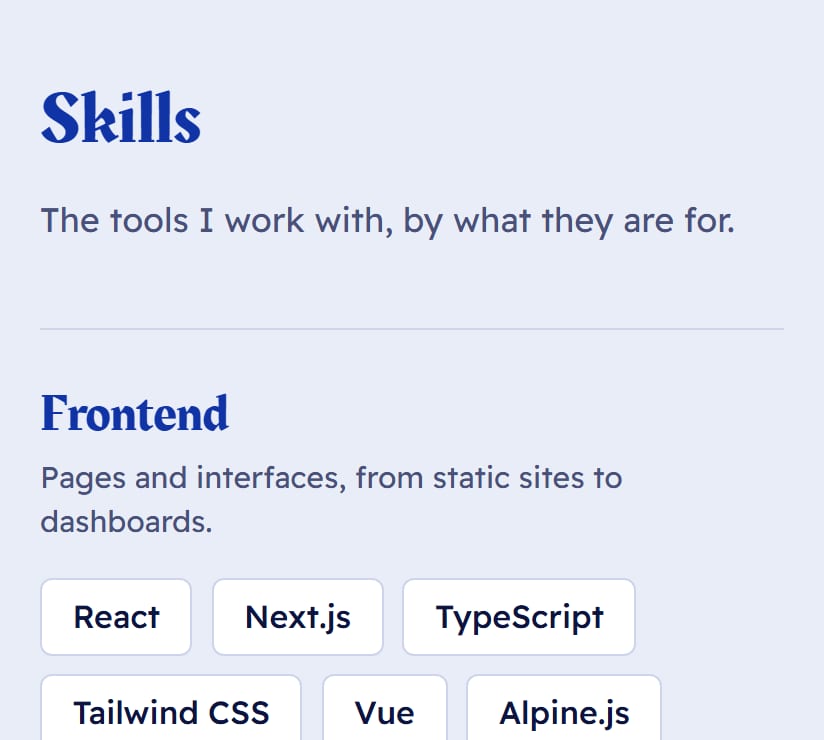 Skills
The tools I work with, by what they are for.
Frontend
Pages and interfaces, from static sites to
dashboards.
React Next.js TypeScript
Tailwind CSS Vue Alpine.js